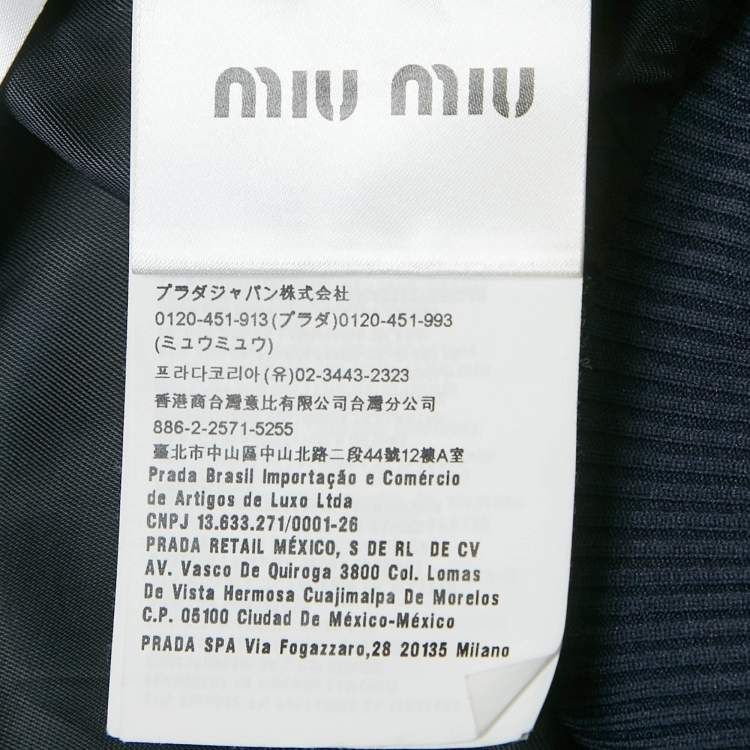 miu miu
プラダジャパン株式会社
0120-451-913(プラダ)0120-451-993
(ミュウミュウ)
프라다코리아(유)02-3443-2323
香港商台灣意比有限公司台灣分公司
886-2-2571-5255
臺北市中山區中山北路二段44號12樓A室
Prada Brasil Importação e Comércio
de Artigos de Luxo Ltda
CNPJ 13.633.271/0001-26
PRADA RETAIL MÉXICO, S DE RL DE CV
AV. Vasco De Quiroga 3800 Col. Lomas
De Vista Hermosa Cuajimalpa De Morelos
C.P. 05100 Ciudad De México-México
PRADA SPA Via Fogazzaro,28 20135 Milano